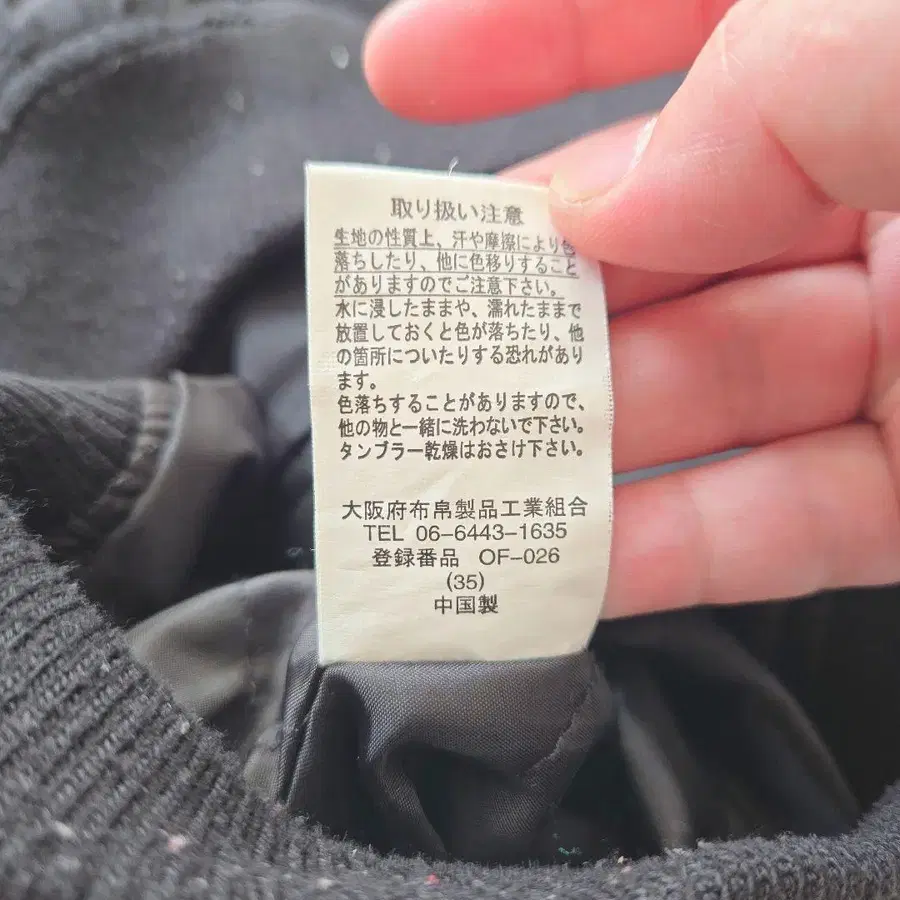 取り扱い注意
生地の性質上、汗や摩擦により色
落ちしたり、他に色移りすること
がありますのでご注意下さい。
水に浸したままや、濡れたままで
放置しておくと色が落ちたり、他
の箇所についたりする恐れがあり
ます。
色落ちすることがありますので、
他の物と一緒に洗わないで下さい。
タンブラー乾燥はおさけ下さい。
大阪府布帛製品工業組合
TEL 06-6443-1635
登録番品 OF-026
(35)
中国製